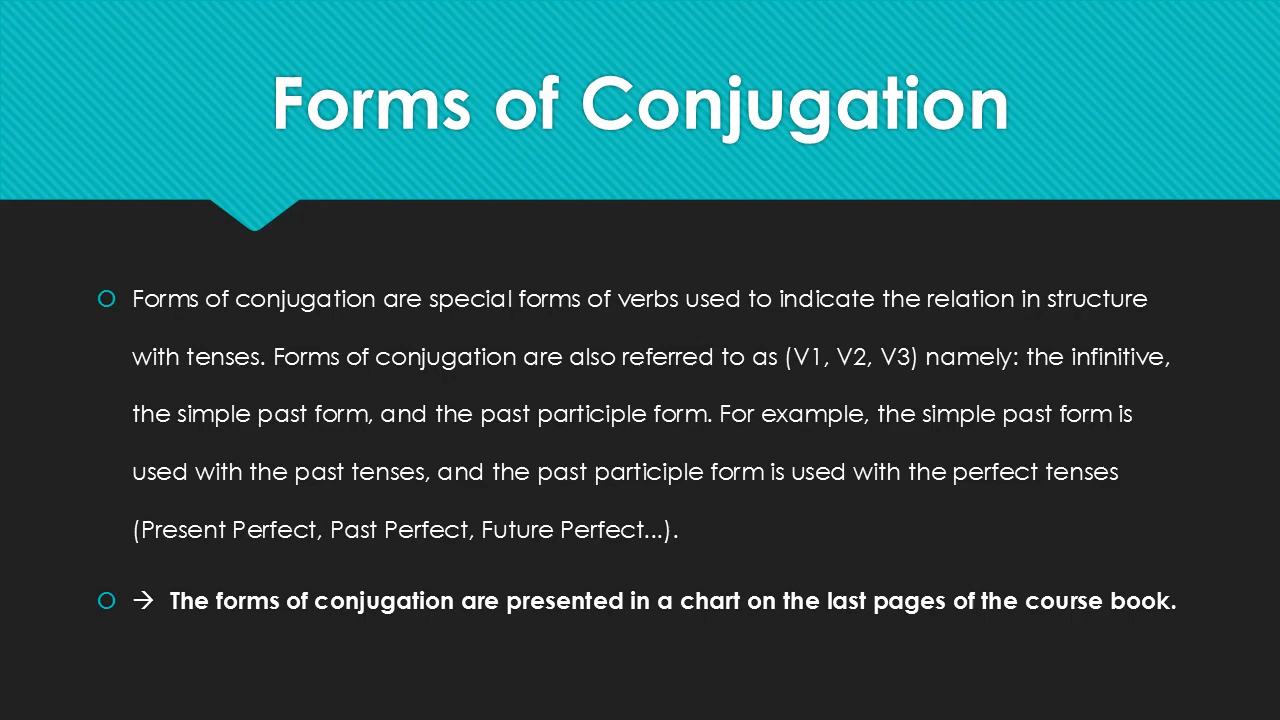 Forms of Conjugation
Forms of conjugation are special forms of verbs used to indicate the relation in structure
with tenses. Forms of conjugation are also referred to as (V1, V2, V3) namely: the infinitive,
the simple past form, and the past participle form. For example, the simple past form is
used with the past tenses, and the past participle form is used with the perfect tenses
(Present Perfect, Past Perfect, Future Perfect...).
→ The forms of conjugation are presented in a chart on the last pages of the course book.